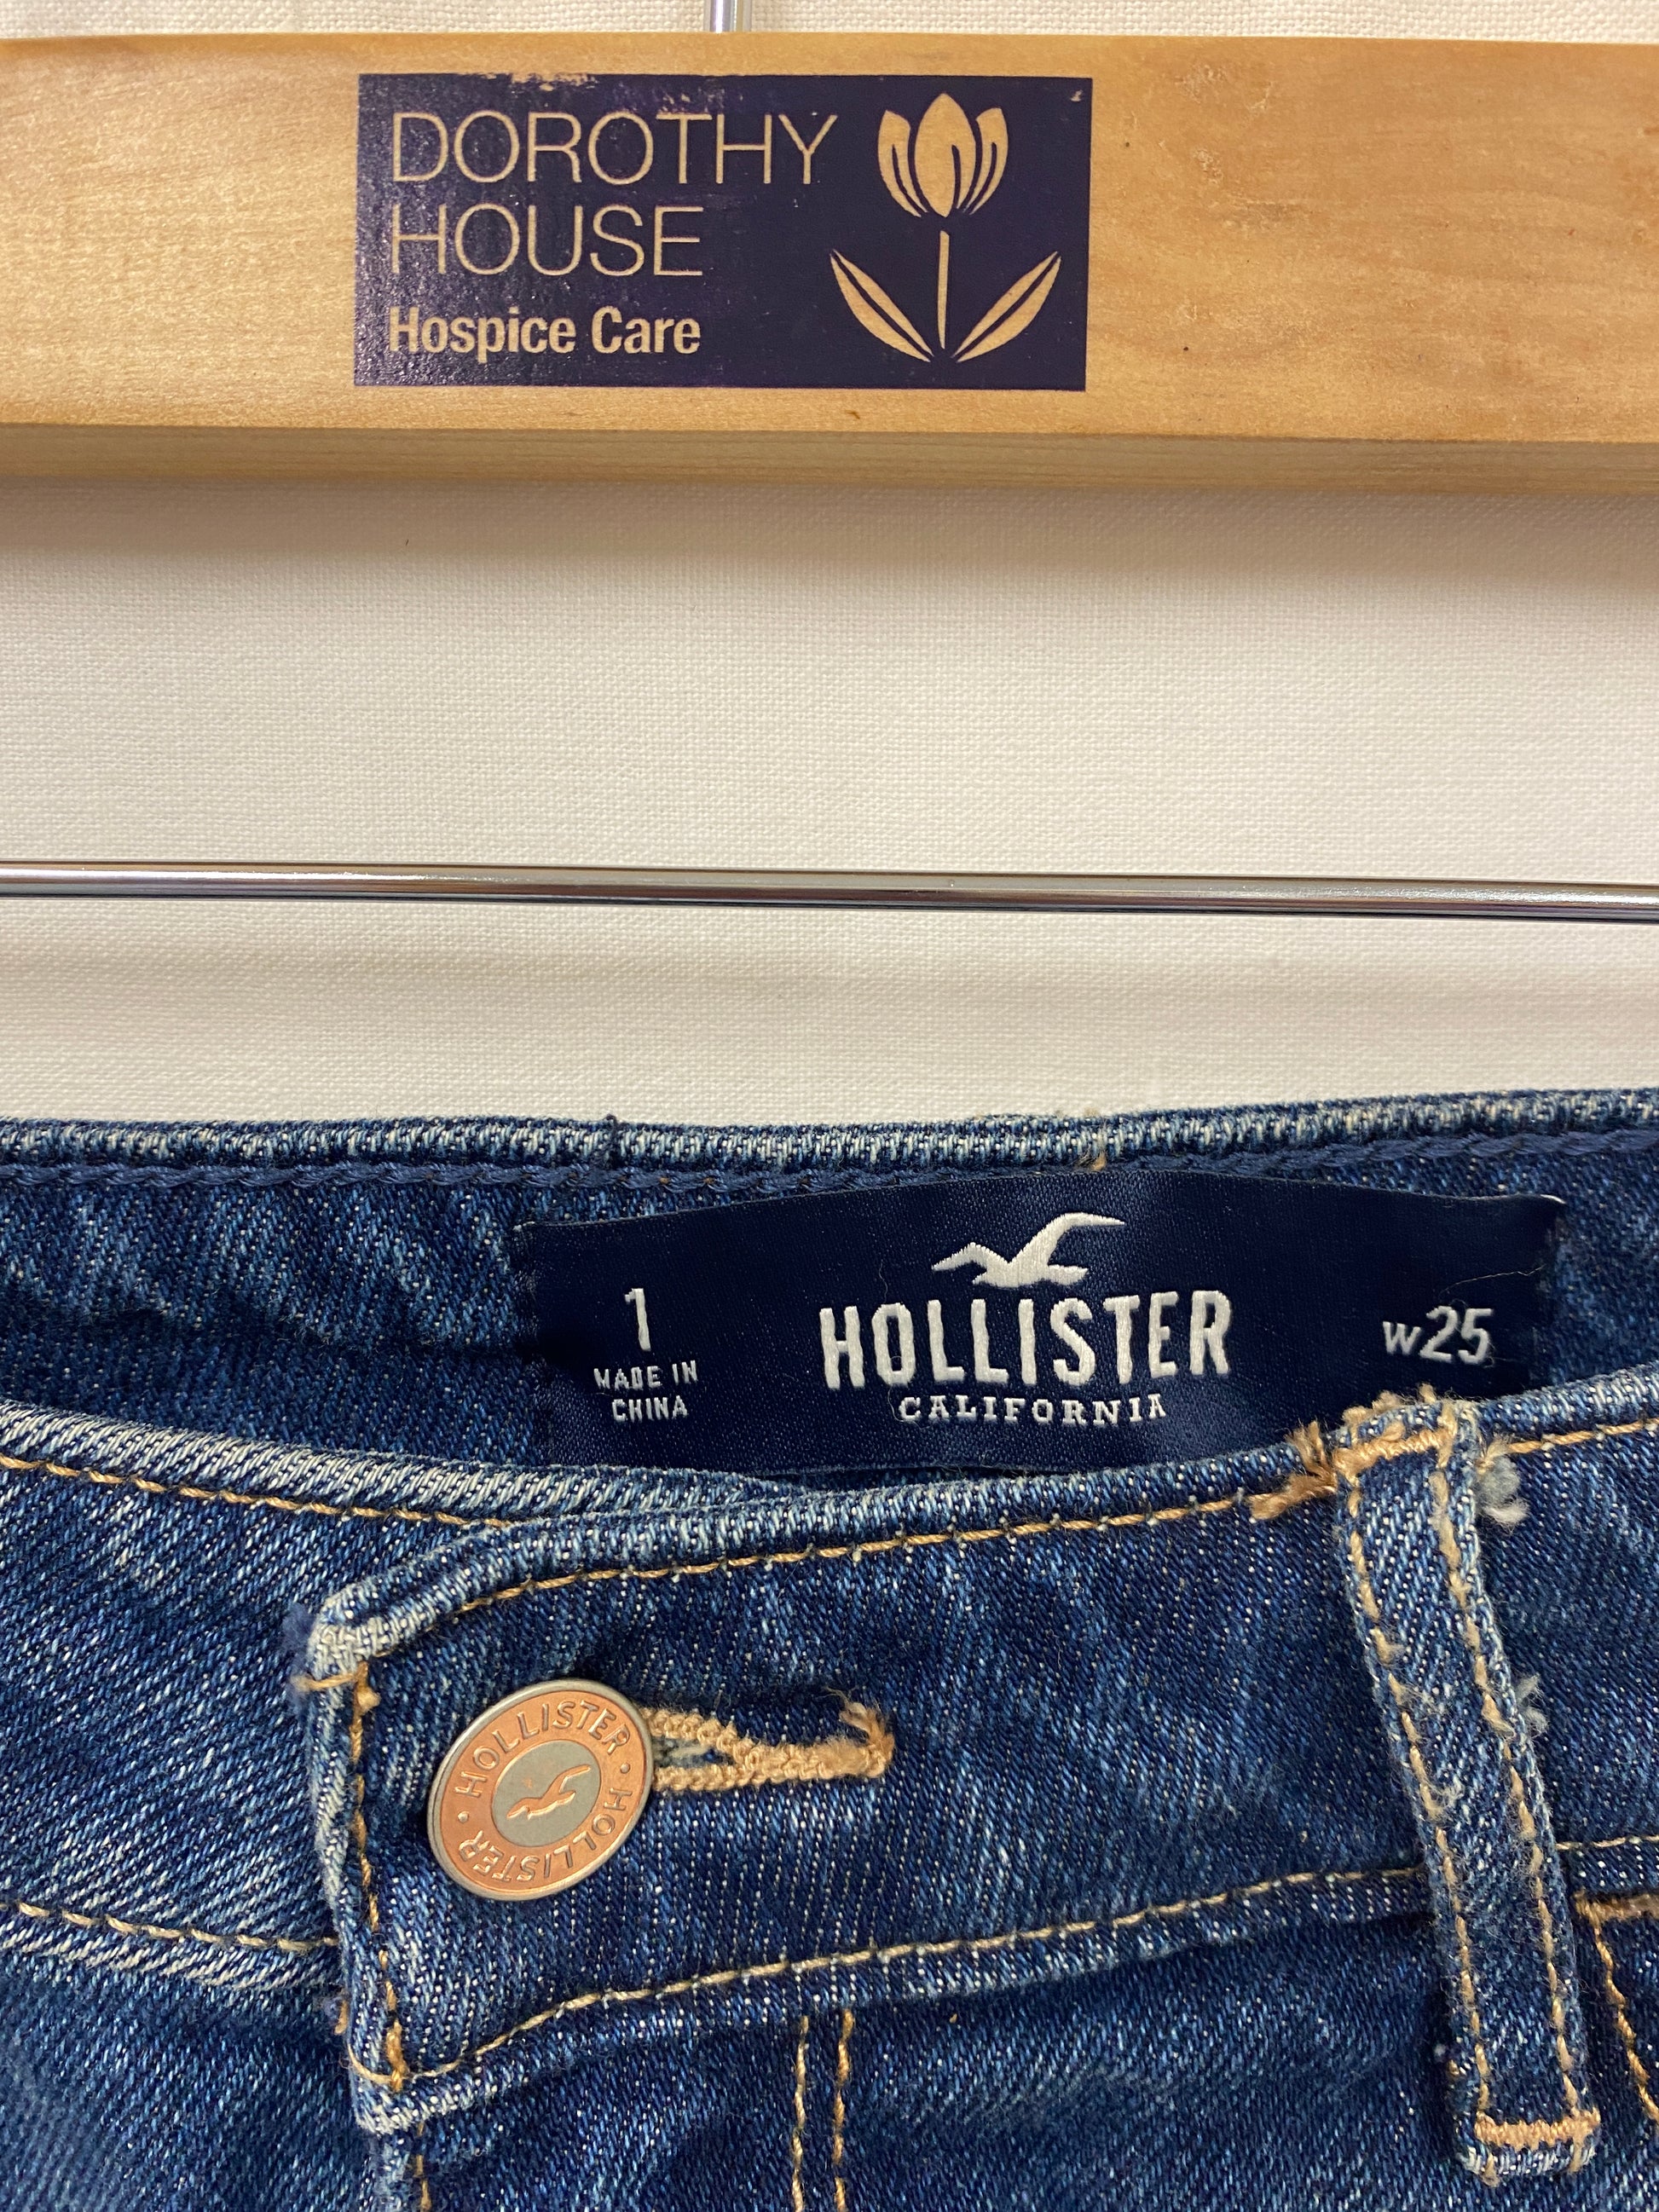 DOROTHY
HOUSE
Hospice Care
1
MADE IN
CHINA
HOLLISTER
CALIFORNIA
W25
HOLLISTER · HOLLISTER ·